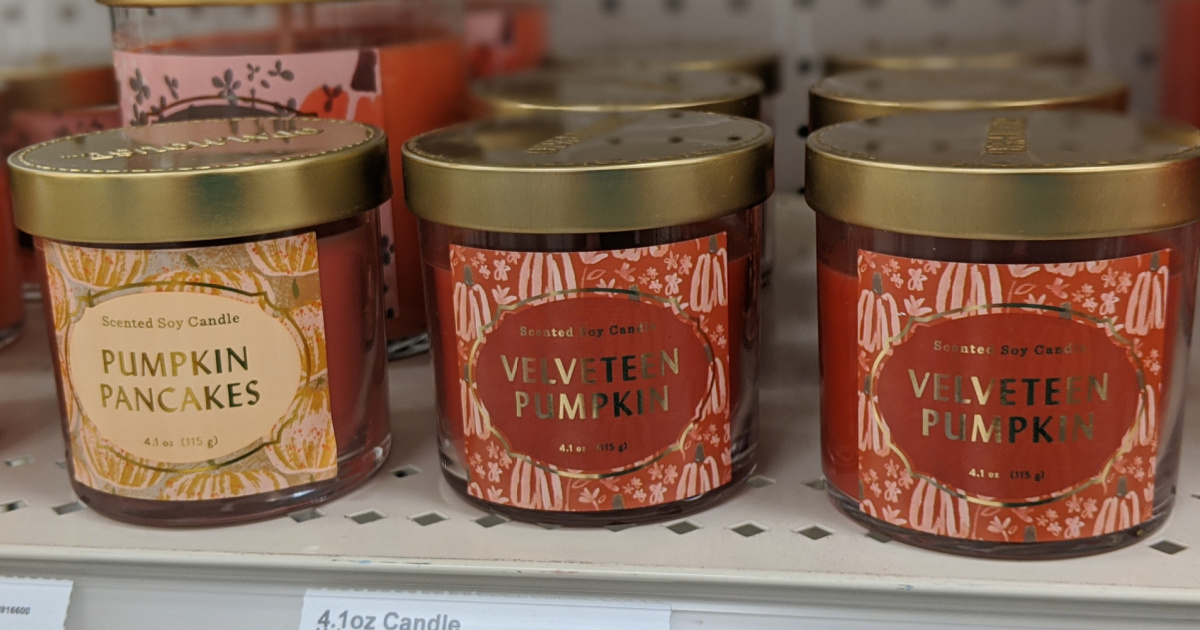 Scented Soy Candle
PUMPKIN
PANCAKES
4.1 oz (115 g)
Scented Soy Candle
VELVETEEN
PUMPKIN
4.1 oz (115 g)
Scented Soy Candle
VELVETEEN
PUMPKIN
4.1 oz (115 g)
916600
4.1oz Candle